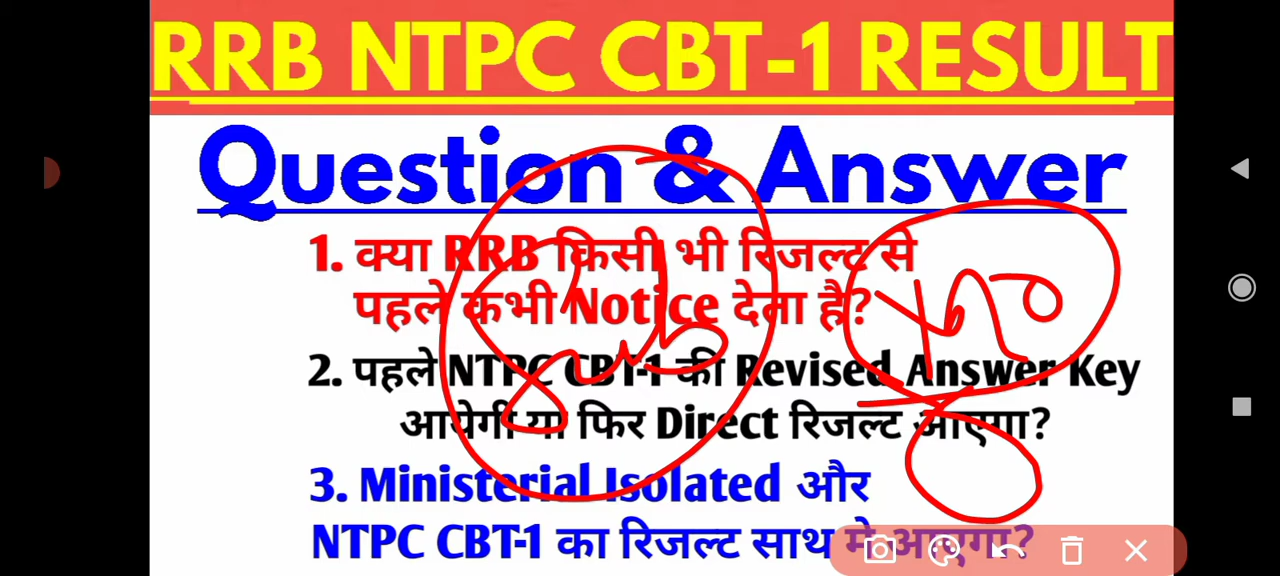 RRB NTPC CBT-1 RESULT
Question & Answer
1. क्या RRB किसी भी रिजल्ट से
पहले कभी Notice देता है?
2. पहले NTPC CBT-1 की Revised Answer Key
आयेगी या फिर Direct रिजल्ट आएगा?
3. Ministerial Isolated और
NTPC CBT-1 का रिजल्ट साथ मे आएगा?